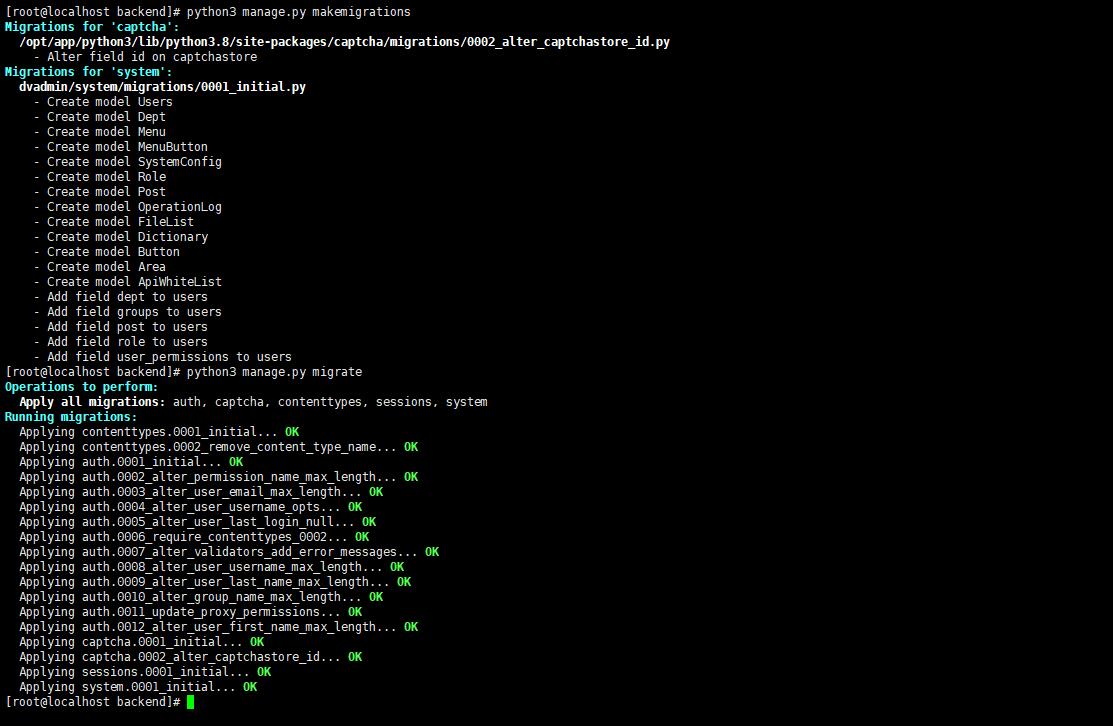 [root@localhost backend]# python3 manage.py makemigrations
Migrations for 'captcha':
  /opt/app/python3/lib/python3.8/site-packages/captcha/migrations/0002_alter_captchastore_id.py
    - Alter field id on captchastore
Migrations for 'system':
  dvadmin/system/migrations/0001_initial.py
    - Create model Users
    - Create model Dept
    - Create model Menu
    - Create model MenuButton
    - Create model SystemConfig
    - Create model Role
    - Create model Post
    - Create model OperationLog
    - Create model FileList
    - Create model Dictionary
    - Create model Button
    - Create model Area
    - Create model ApiWhiteList
    - Add field dept to users
    - Add field groups to users
    - Add field post to users
    - Add field role to users
    - Add field user_permissions to users
[root@localhost backend]# python3 manage.py migrate
Operations to perform:
  Apply all migrations: auth, captcha, contenttypes, sessions, system
Running migrations:
  Applying contenttypes.0001_initial... OK
  Applying contenttypes.0002_remove_content_type_name... OK
  Applying auth.0001_initial... OK
  Applying auth.0002_alter_permission_name_max_length... OK
  Applying auth.0003_alter_user_email_max_length... OK
  Applying auth.0004_alter_user_username_opts... OK
  Applying auth.0005_alter_user_last_login_null... OK
  Applying auth.0006_require_contenttypes_0002... OK
  Applying auth.0007_alter_validators_add_error_messages... OK
  Applying auth.0008_alter_user_username_max_length... OK
  Applying auth.0009_alter_user_last_name_max_length... OK
  Applying auth.0010_alter_group_name_max_length... OK
  Applying auth.0011_update_proxy_permissions... OK
  Applying auth.0012_alter_user_first_name_max_length... OK
  Applying captcha.0001_initial... OK
  Applying captcha.0002_alter_captchastore_id... OK
  Applying sessions.0001_initial... OK
  Applying system.0001_initial... OK
[root@localhost backend]#